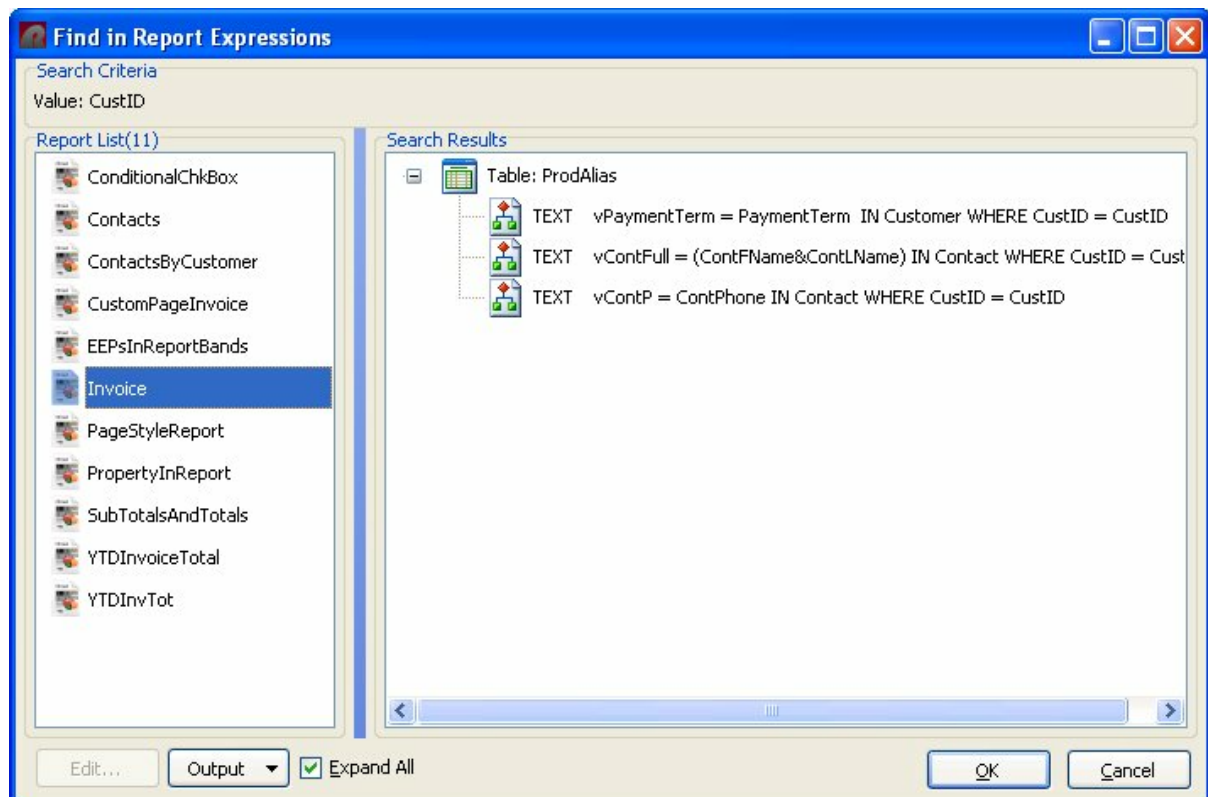 Find in Report Expressions
Search Criteria
Value: CustID
Report List(11)
ConditionalChkBox
Contacts
ContactsByCustomer
CustomPageInvoice
EEPsInReportBands
Invoice
PageStyleReport
PropertyInReport
SubTotalsAndTotals
YTDInvoiceTotal
YTDInvTot
Search Results
Table: ProdAlias
TEXT vPaymentTerm = PaymentTerm IN Customer WHERE CustID = CustID
TEXT vContFull = (ContFName&ContLName) IN Contact WHERE CustID = Cust
TEXT vContP = ContPhone IN Contact WHERE CustID = CustID
Edit... Output Expand All OK Cancel